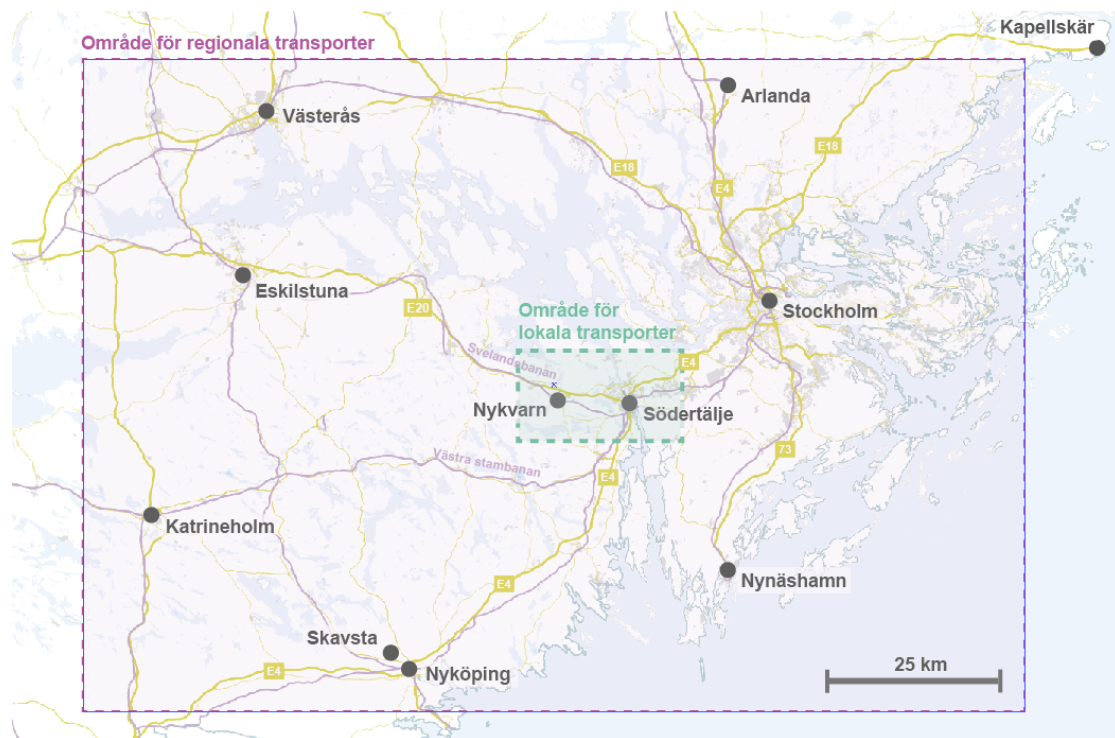 Kapellskär
Område för regionala transporter
Arlanda
Västerås
E18
E18
E4
Eskilstuna
Stockholm
E20
Område för
lokala transporter
Svelandsbanan
E4
Nykvarn
Södertälje
73
Västra stambanan
E4
Katrineholm
Nynäshamn
E4
Skavsta
E4
Nyköping
25 km